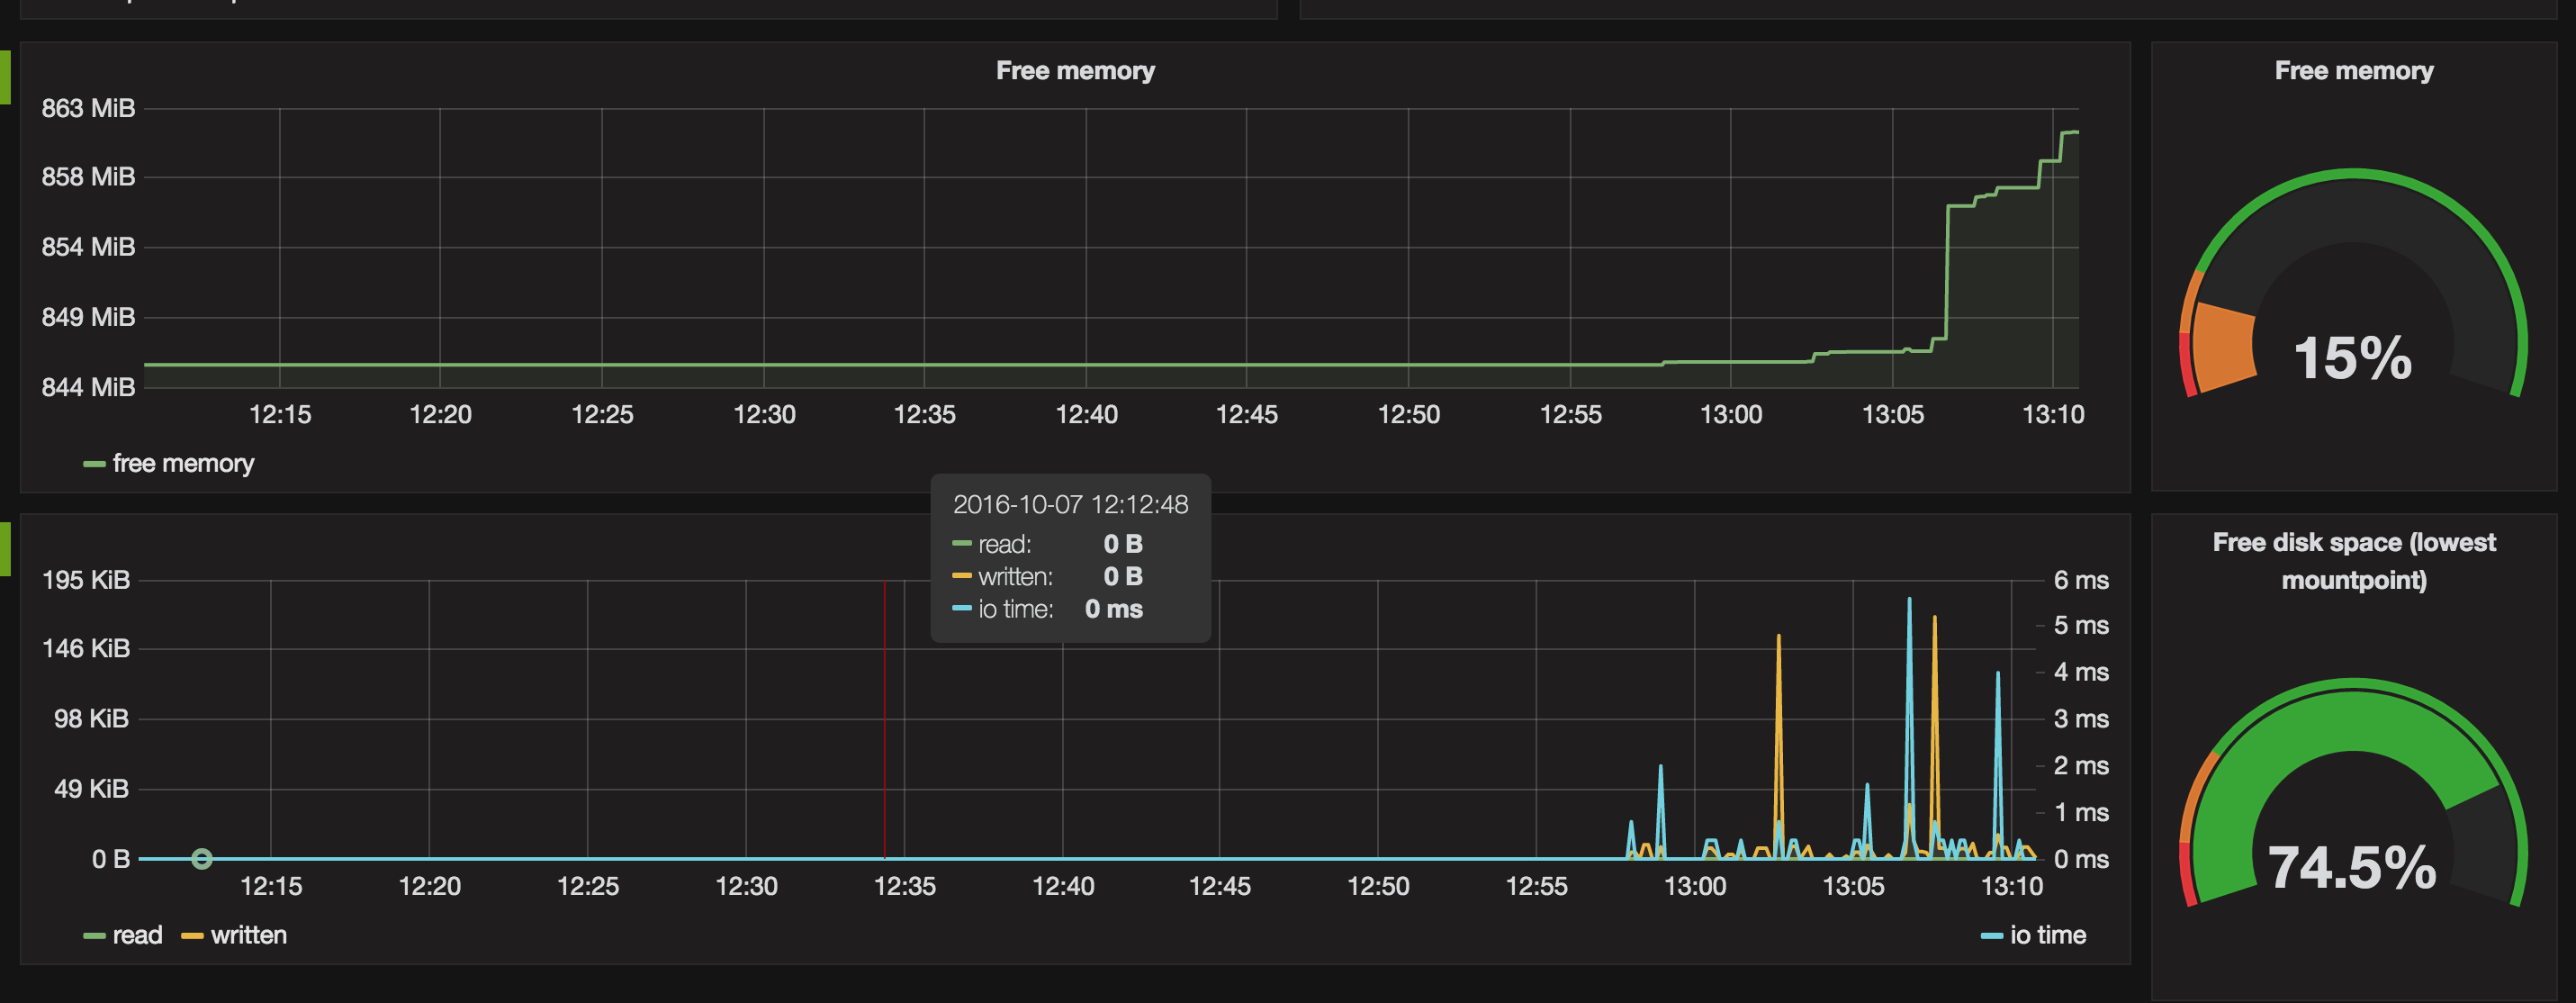 Free memory
863 MiB
858 MiB
854 MiB
849 MiB
844 MiB
12:15 12:20 12:25 12:30 12:35 12:40 12:45 12:50 12:55 13:00 13:05 13:10
free memory
Free memory
15%
2016-10-07 12:12:48
read: 0 B
written: 0 B
io time: 0 ms
195 KiB
146 KiB
98 KiB
49 KiB
0 B
6 ms
5 ms
4 ms
3 ms
2 ms
1 ms
0 ms
12:15 12:20 12:25 12:30 12:35 12:40 12:45 12:50 12:55 13:00 13:05 13:10
read written io time
Free disk space (lowest
mountpoint)
74.5%